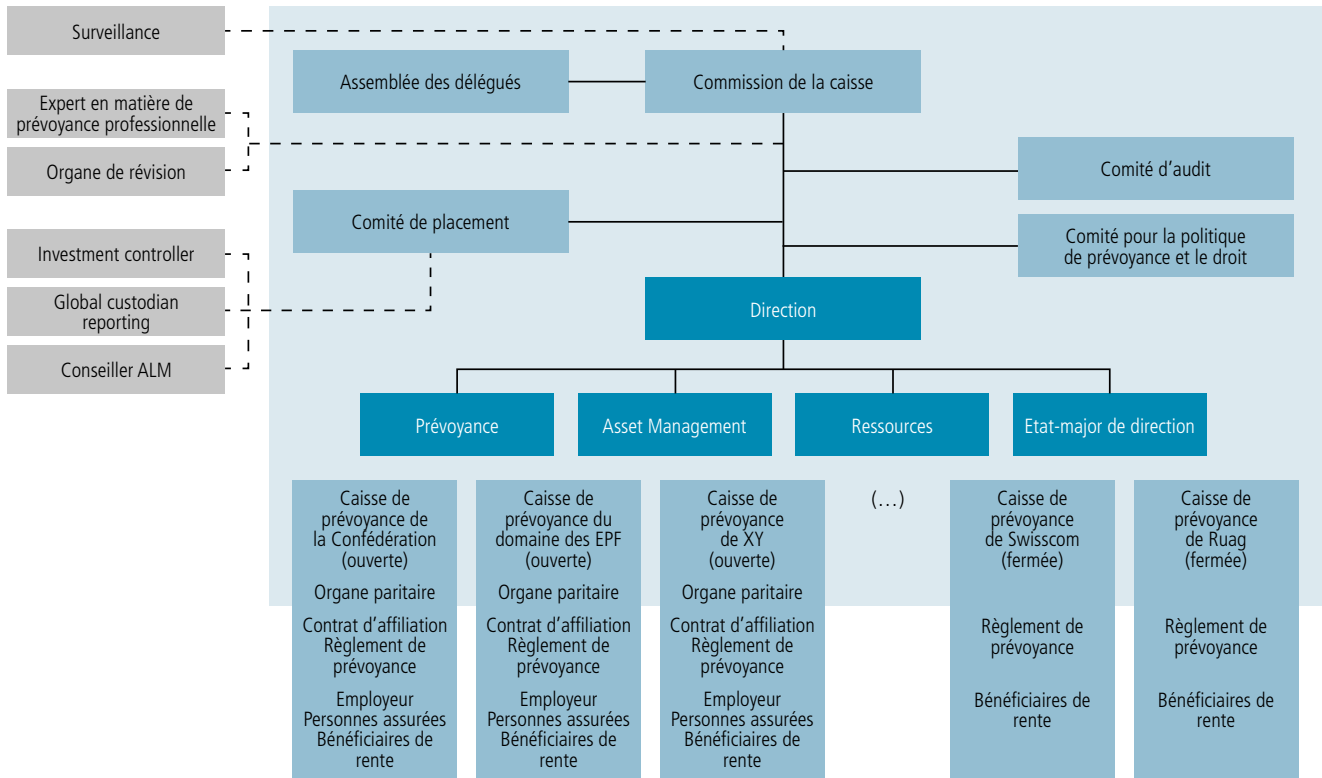 Surveillance
Assemblée des délégués
Commission de la caisse
Expert en matière de
prévoyance professionnelle
Organe de révision
Comité d'audit
Comité de placement
Comité pour la politique
de prévoyance et le droit
Investment controller
Global custodian
reporting
Conseiller ALM
Direction
Prévoyance
Asset Management
Ressources
Etat-major de direction
Caisse de
prévoyance de
la Confédération
(ouverte)
Organe paritaire
Contrat d'affiliation
Règlement de
prévoyance
Employeur
Personnes assurées
Bénéficiaires de
rente
Caisse de
prévoyance du
domaine des EPF
(ouverte)
Organe paritaire
Contrat d'affiliation
Règlement de
prévoyance
Employeur
Personnes assurées
Bénéficiaires de
rente
Caisse de
prévoyance
de XY
(ouverte)
Organe paritaire
Contrat d'affiliation
Règlement de
prévoyance
Employeur
Personnes assurées
Bénéficiaires de
rente
(…)
Caisse de
prévoyance
de Swisscom
(fermée)
Règlement de
prévoyance
Bénéficiaires de
rente
Caisse de
prévoyance
de Ruag
(fermée)
Règlement de
prévoyance
Bénéficiaires de
rente